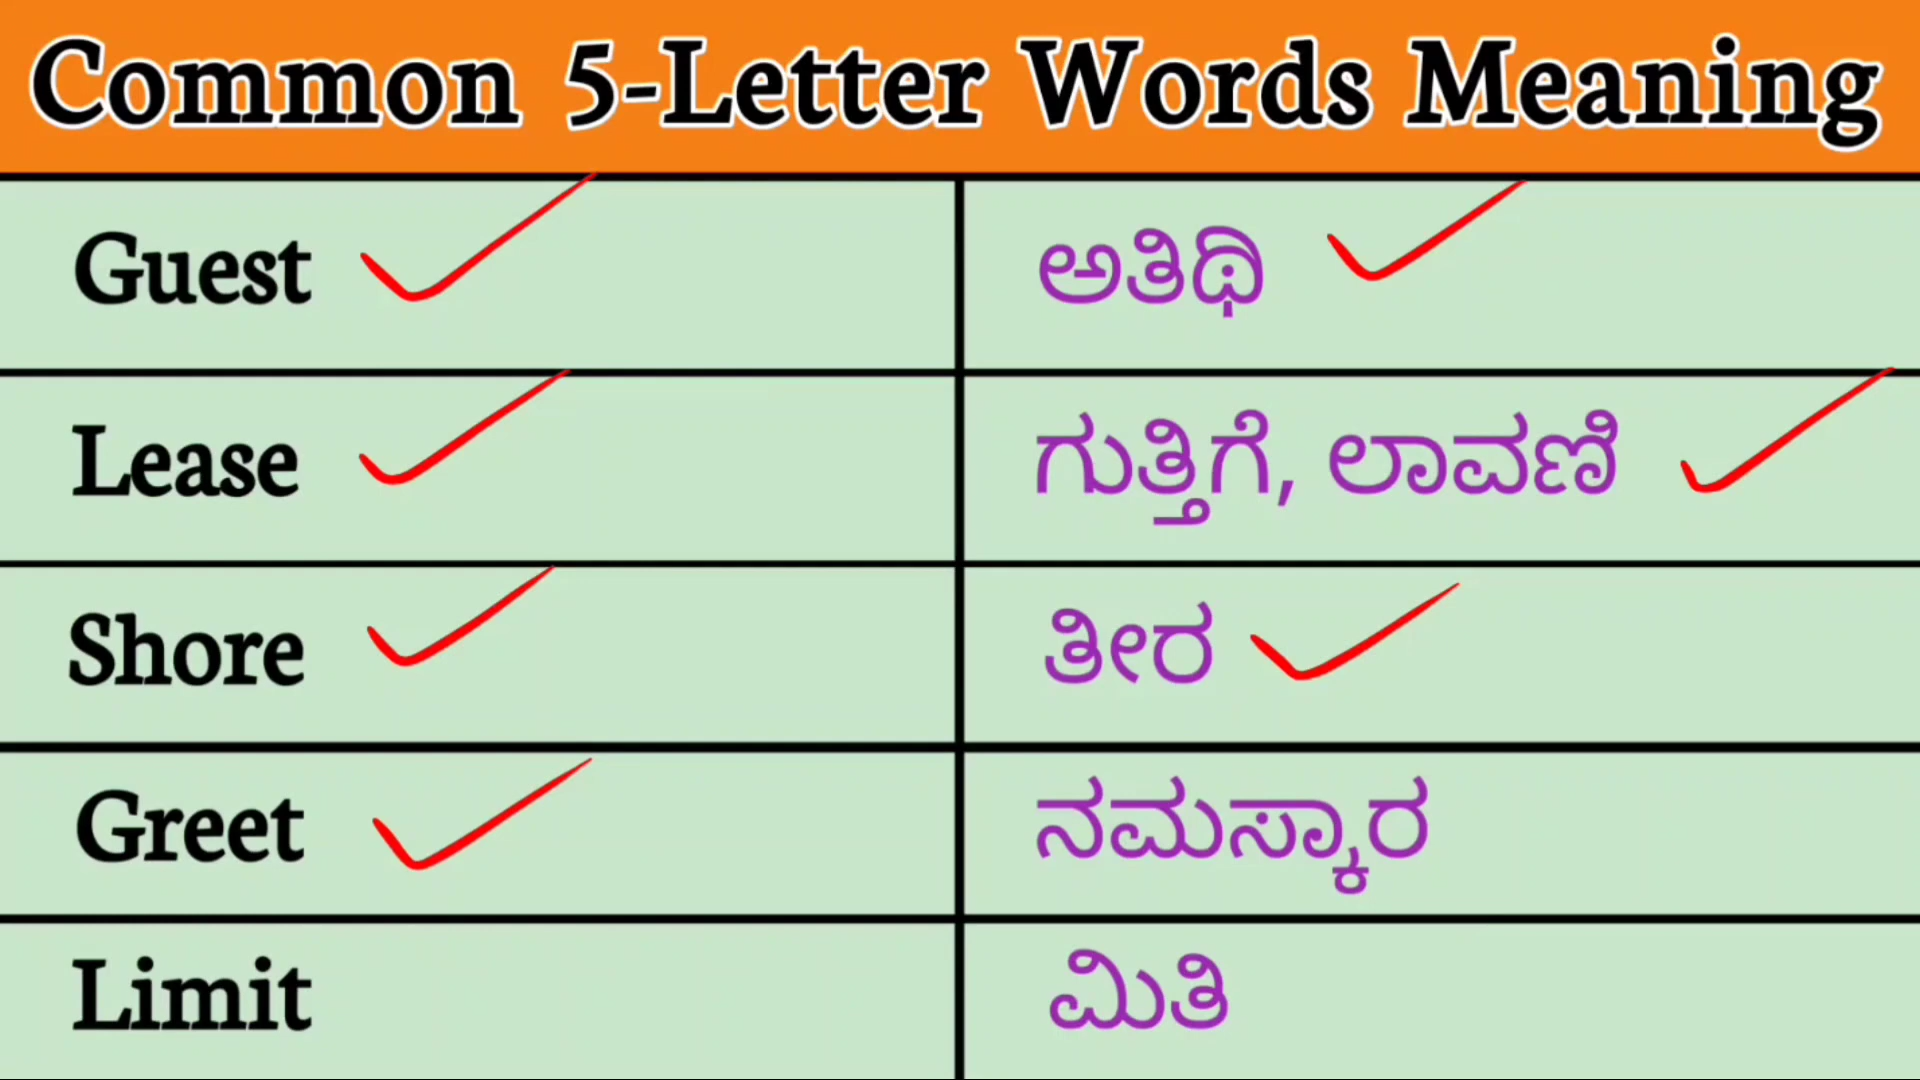 Common 5-Letter Words Meaning
Guest ಅತಿಥಿ
Lease ಗುತ್ತಿಗೆ, ಲಾವಣಿ
Shore ತೀರ
Greet ನಮಸ್ಕಾರ
Limit ಮಿತಿ